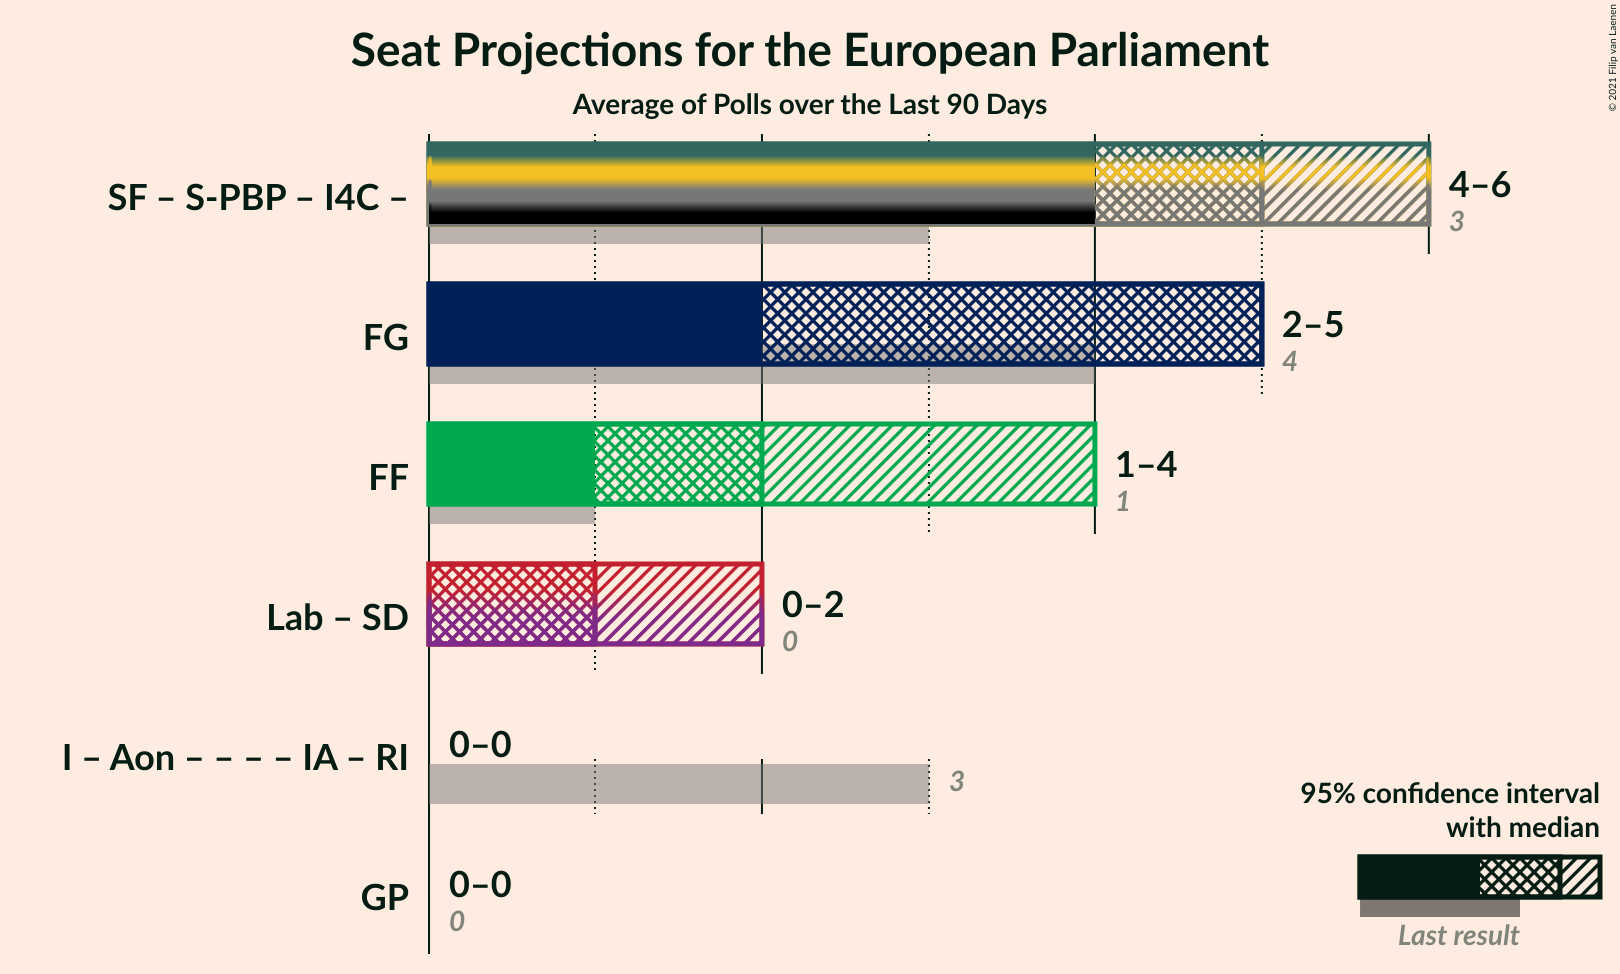 Seat Projections for the European Parliament
Average of Polls over the Last 90 Days
© 2021 Filip van Laenen
SF – S-PBP – I4C –
4–6
3
FG
2–5
4
FF
1–4
1
Lab – SD
0–2
0
I – Aon – – – – IA – RI
0–0
3
GP
0–0
0
95% confidence interval
with median
Last result